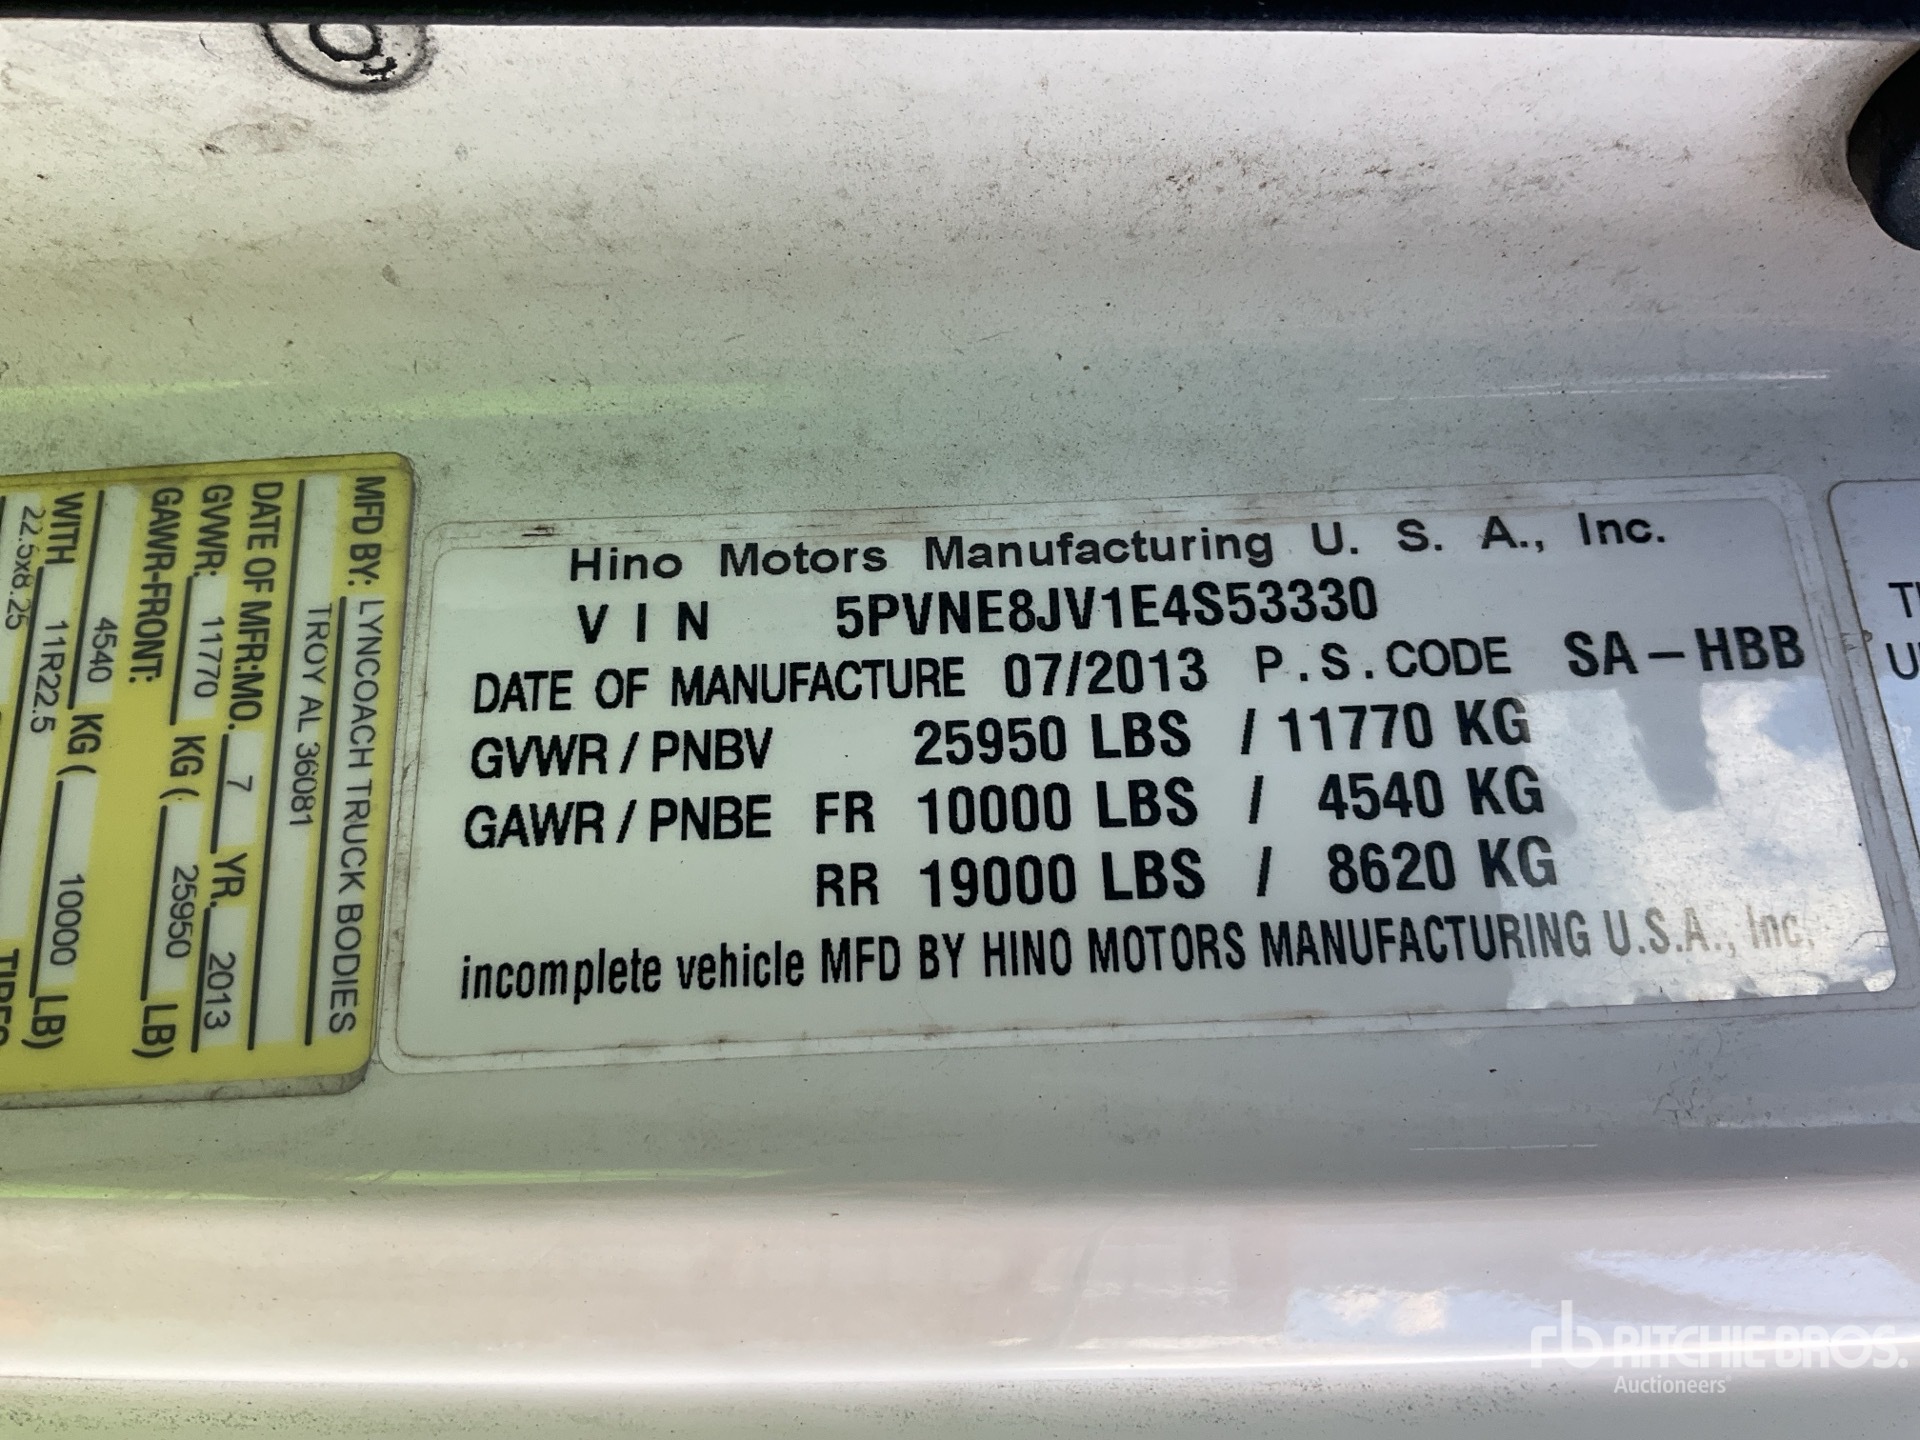 Hino Motors Manufacturing U. S. A., Inc.
VIN 5PVNE8JV1E4S53330
DATE OF MANUFACTURE 07/2013 P.S.CODE SA-HBB
GVWR / PNBV 25950 LBS / 11770 KG
GAWR / PNBE FR 10000 LBS / 4540 KG
RR 19000 LBS / 8620 KG
incomplete vehicle MFD BY HINO MOTORS MANUFACTURING U.S.A., Inc.
MFD BY: LYNCOACH TRUCK BODIES
TROY AL 36081
DATE OF MFR:MO. 7 YR. 2013
GVWR: 11770 KG ( 25950 LB)
GAWR-FRONT:
4540 KG ( 10000 LB)
WITH 11R22.5 TIRES
22.5x8.25
rb RITCHIE BROS.
Auctioneers